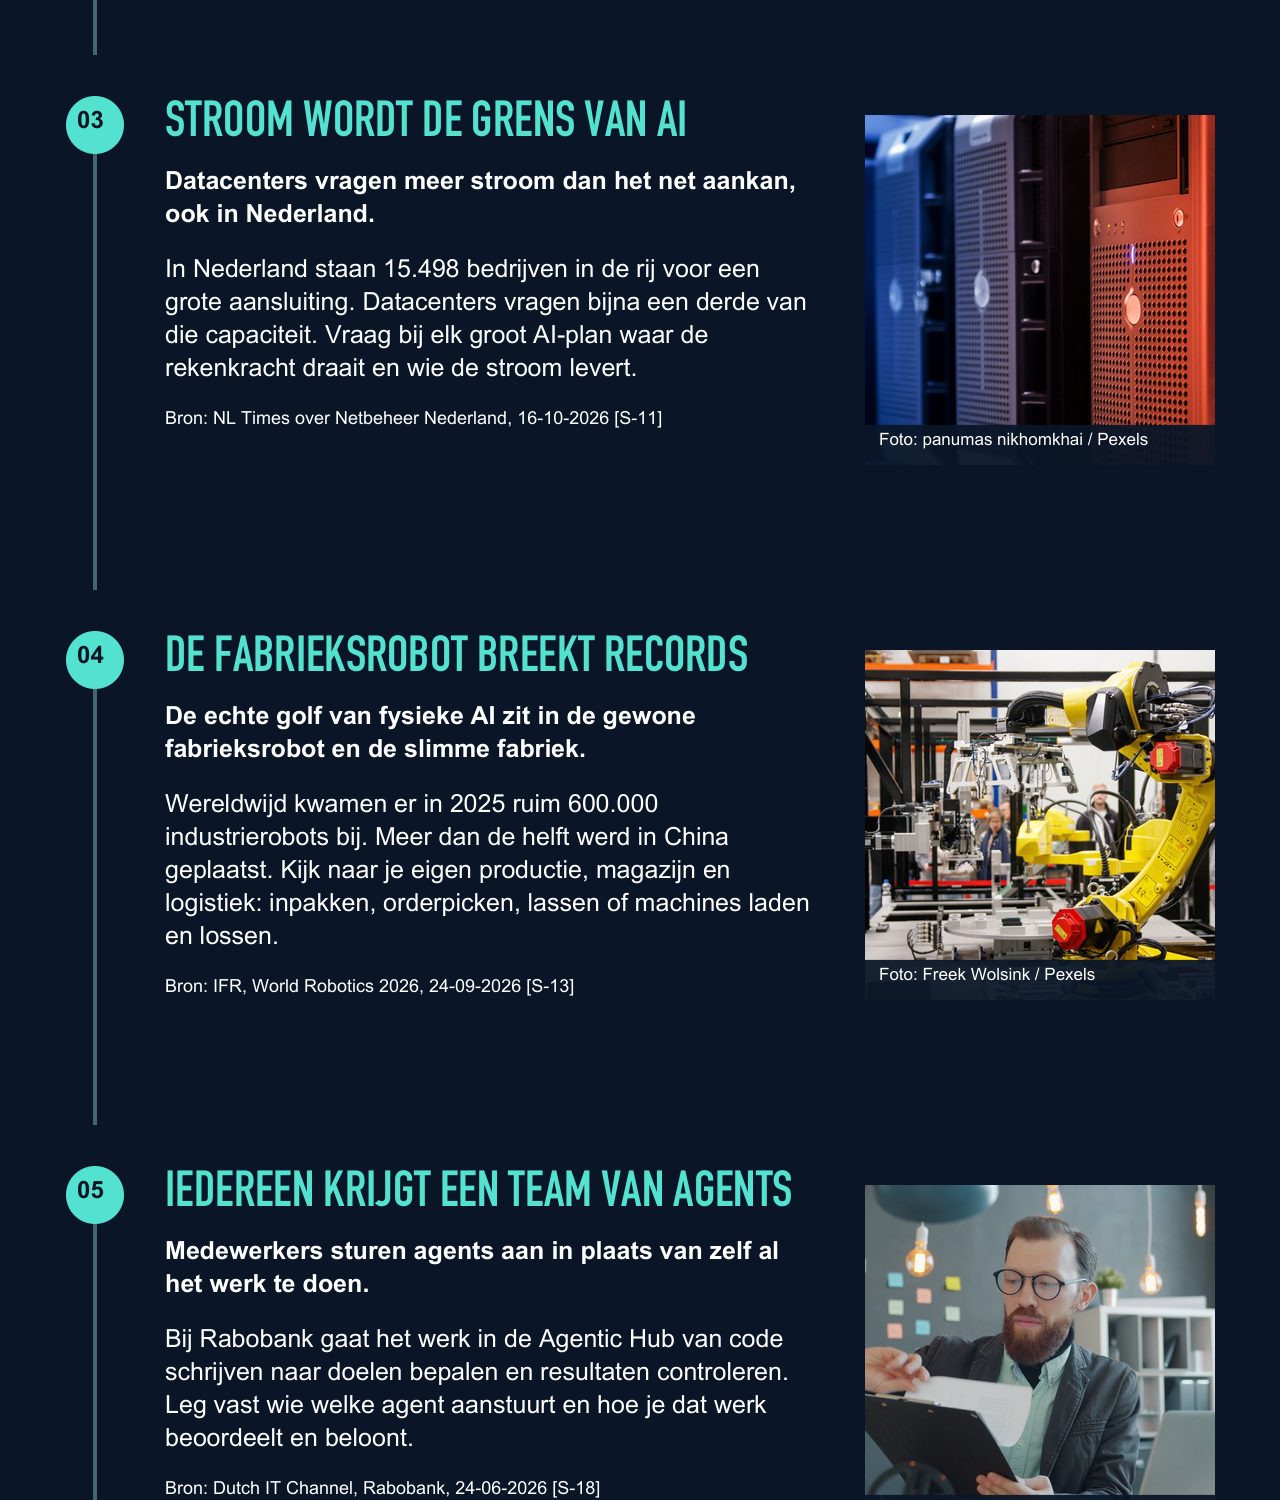 03
STROOM WORDT DE GRENS VAN AI
Datacenters vragen meer stroom dan het net aankan,
ook in Nederland.
In Nederland staan 15.498 bedrijven in de rij voor een
grote aansluiting. Datacenters vragen bijna een derde van
die capaciteit. Vraag bij elk groot AI-plan waar de
rekenkracht draait en wie de stroom levert.
Bron: NL Times over Netbeheer Nederland, 16-10-2026 [S-11]
Foto: panumas nikhomkhai / Pexels
04
DE FABRIEKSROBOT BREEKT RECORDS
De echte golf van fysieke AI zit in de gewone
fabrieksrobot en de slimme fabriek.
Wereldwijd kwamen er in 2025 ruim 600.000
industrierobots bij. Meer dan de helft werd in China
geplaatst. Kijk naar je eigen productie, magazijn en
logistiek: inpakken, orderpicken, lassen of machines laden
en lossen.
Bron: IFR, World Robotics 2026, 24-09-2026 [S-13]
Foto: Freek Wolsink / Pexels
05
IEDEREEN KRIJGT EEN TEAM VAN AGENTS
Medewerkers sturen agents aan in plaats van zelf al
het werk te doen.
Bij Rabobank gaat het werk in de Agentic Hub van code
schrijven naar doelen bepalen en resultaten controleren.
Leg vast wie welke agent aanstuurt en hoe je dat werk
beoordeelt en beloont.
Bron: Dutch IT Channel, Rabobank, 24-06-2026 [S-18]